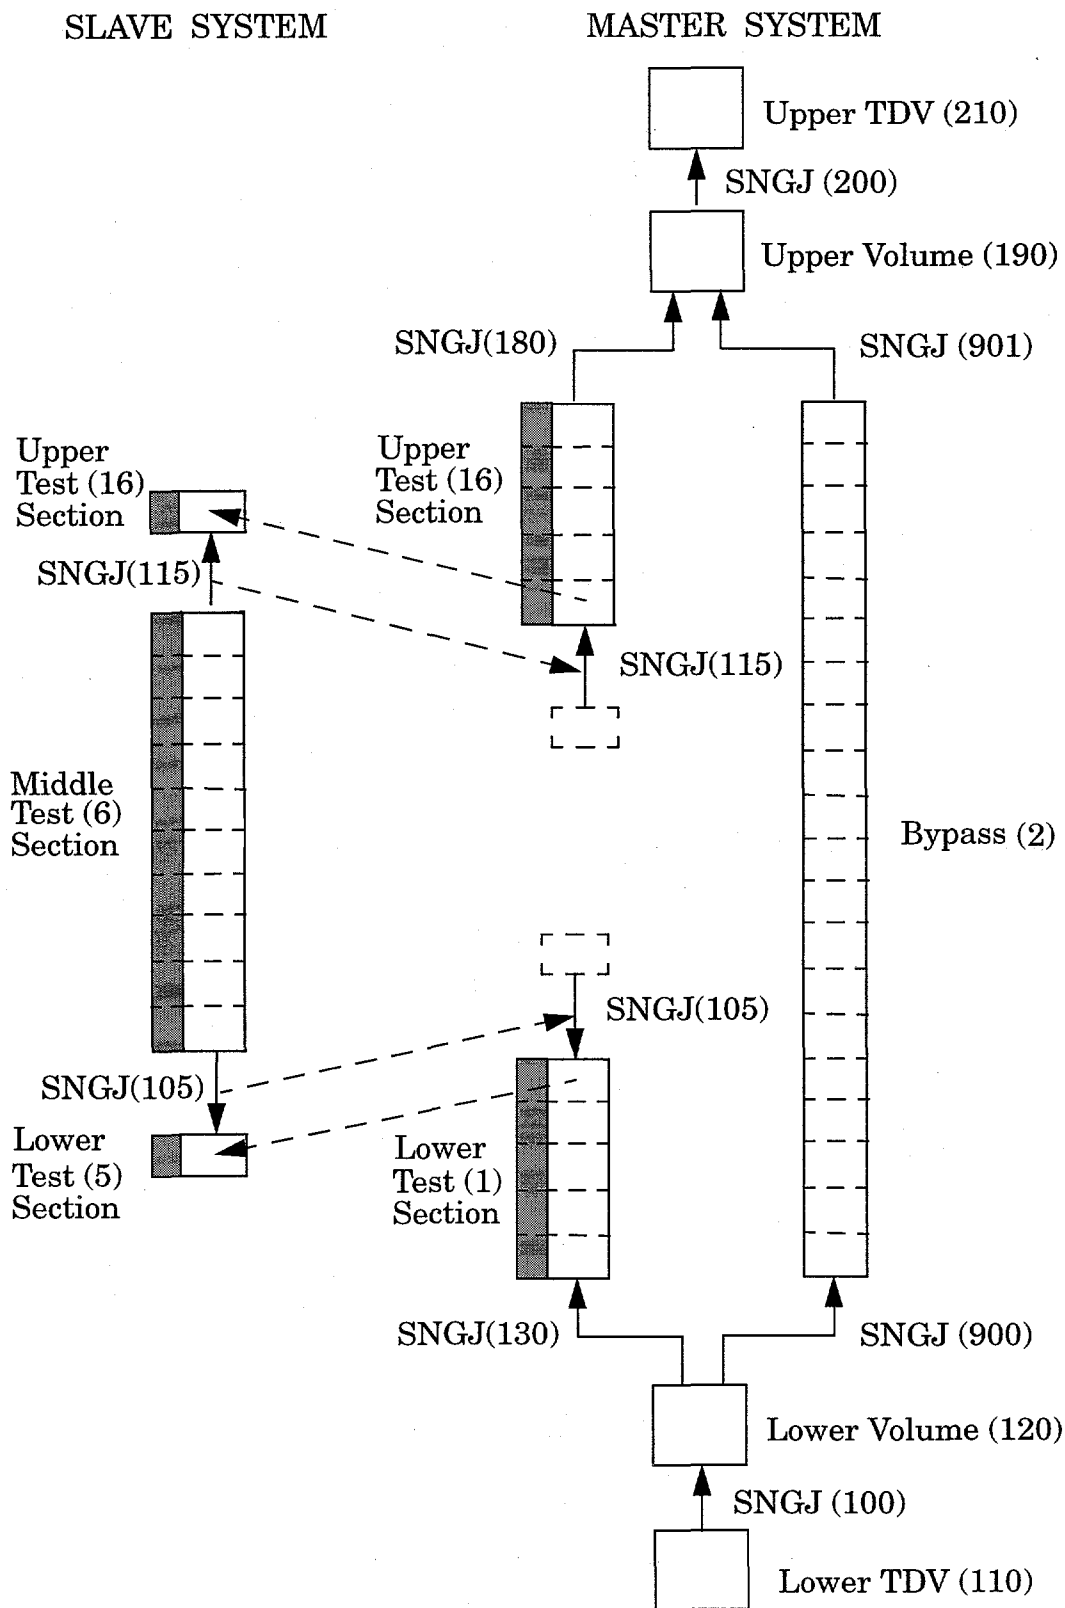 SLAVE SYSTEM
MASTER SYSTEM
Upper TDV (210)
SNGJ (200)
Upper Volume (190)
SNGJ(180)
SNGJ (901)
Upper
Test (16)
Section
Upper
Test (16)
Section
SNGJ(115)
SNGJ(115)
Middle
Test (6)
Section
Bypass (2)
SNGJ(105)
SNGJ(105)
Lower
Test (5)
Section
Lower
Test (1)
Section
SNGJ(130)
SNGJ (900)
Lower Volume (120)
SNGJ (100)
Lower TDV (110)